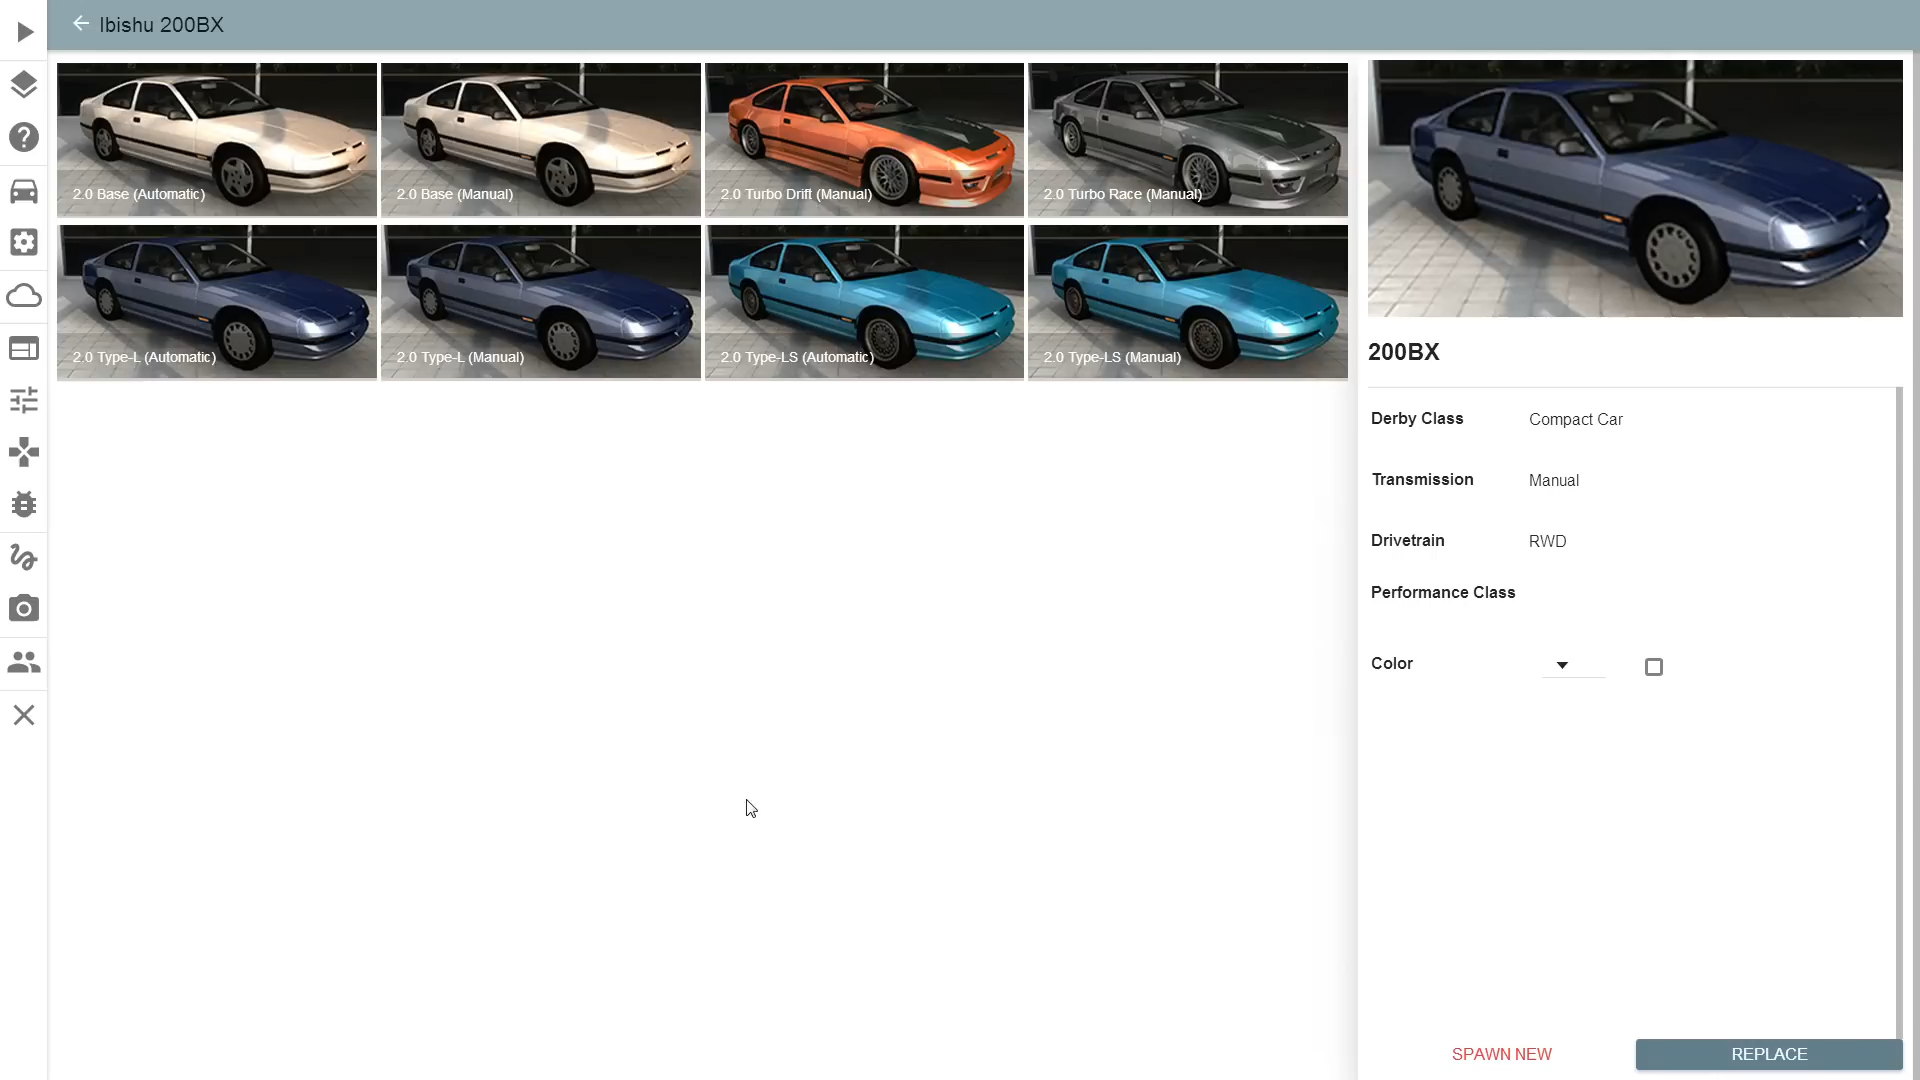 Ibishu 200BX
2.0 Base (Automatic)
2.0 Base (Manual)
2.0 Turbo Drift (Manual)
2.0 Turbo Race (Manual)
2.0 Type-L (Automatic)
2.0 Type-L (Manual)
2.0 Type-LS (Automatic)
2.0 Type-LS (Manual)
200BX
Derby Class Compact Car
Transmission Manual
Drivetrain RWD
Performance Class
Color
SPAWN NEW REPLACE